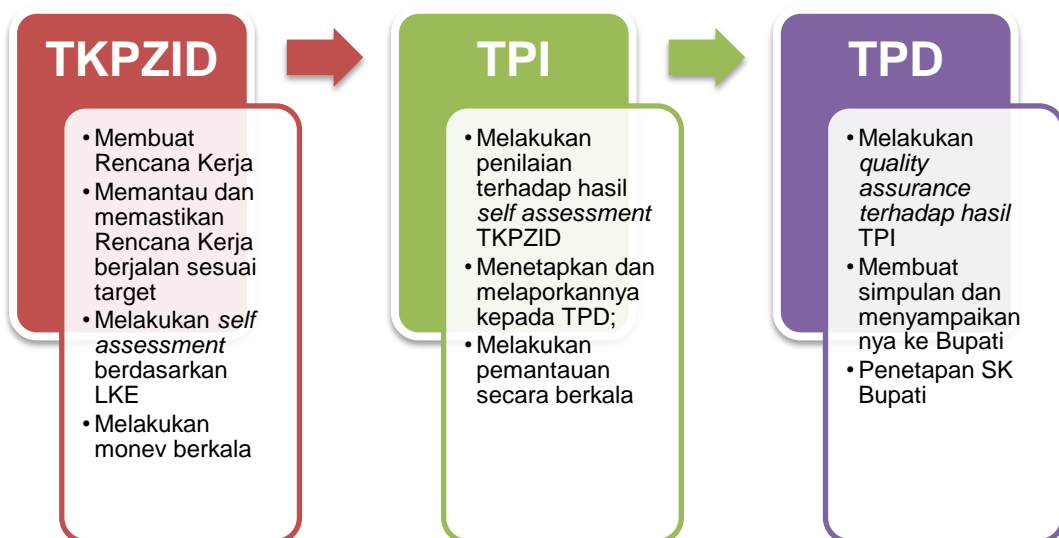 TKPZID
• Membuat
Rencana Kerja
• Memantau dan
memastikan
Rencana Kerja
berjalan sesuai
target
• Melakukan self
assessment
berdasarkan
LKE
• Melakukan
monev berkala
TPI
• Melakukan
penilaian
terhadap hasil
self assessment
TKPZID
• Menetapkan dan
melaporkannya
kepada TPD;
• Melakukan
pemantauan
secara berkala
TPD
• Melakukan
quality
assurance
terhadap hasil
TPI
• Membuat
simpulan dan
menyampaikan
nya ke Bupati
• Penetapan SK
Bupati